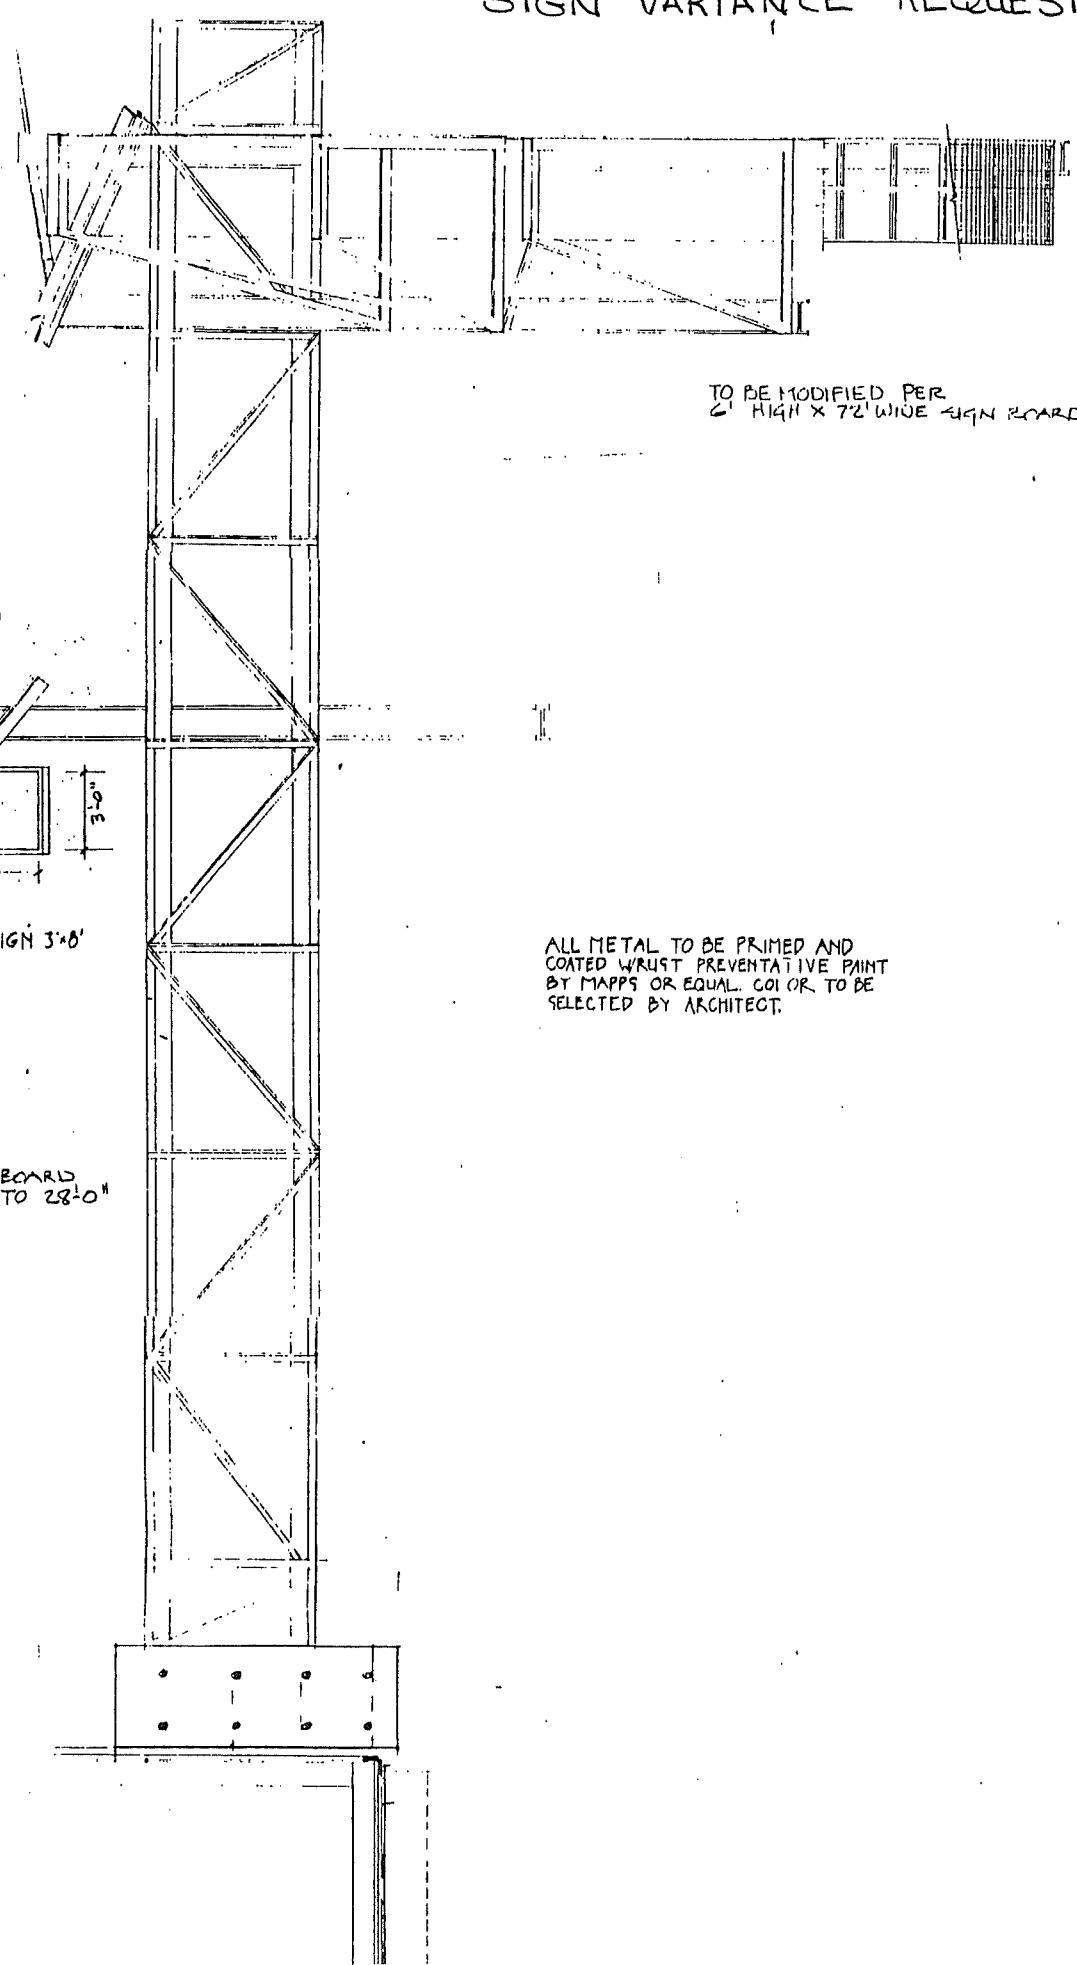 SIGN VARIANCE REQUEST
TO BE MODIFIED PER
6' HIGH X 72' WIDE SIGN BOARD
3'-0"
IGN 3'x8'
ALL METAL TO BE PRIMED AND
COATED W/RUST PREVENTATIVE PAINT
BY MAPPS OR EQUAL. COLOR TO BE
SELECTED BY ARCHITECT.
BOARD
TO 28'-0"